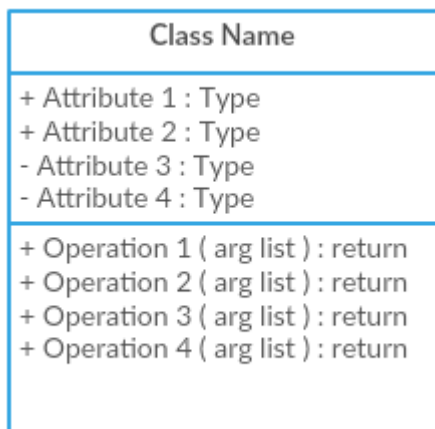 Class Name
+ Attribute 1 : Type
+ Attribute 2 : Type
- Attribute 3 : Type
- Attribute 4 : Type
+ Operation 1 ( arg list ) : return
+ Operation 2 ( arg list ) : return
+ Operation 3 ( arg list ) : return
+ Operation 4 ( arg list ) : return